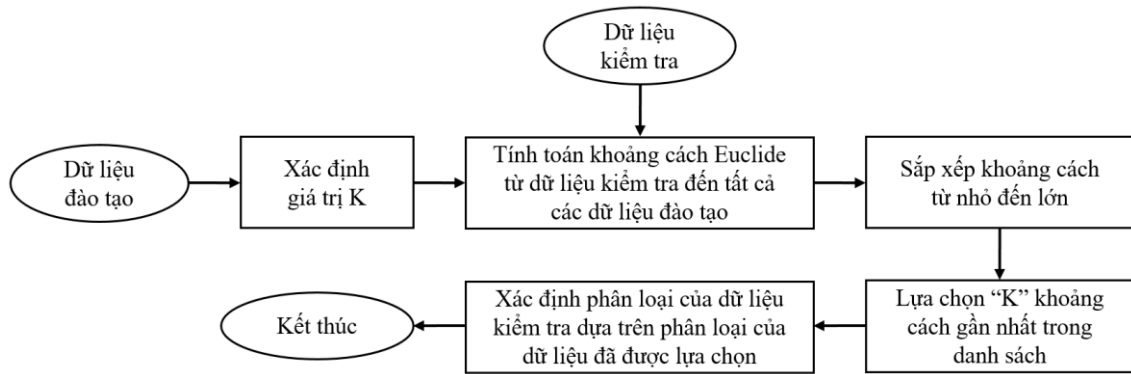 Dữ liệu
kiểm tra
Dữ liệu
đào tạo
Xác định
giá trị K
Tính toán khoảng cách Euclide
từ dữ liệu kiểm tra đến tất cả
các dữ liệu đào tạo
Sắp xếp khoảng cách
từ nhỏ đến lớn
Lựa chọn “K” khoảng
cách gần nhất trong
danh sách
Xác định phân loại của dữ liệu
kiểm tra dựa trên phân loại của
dữ liệu đã được lựa chọn
Kết thúc